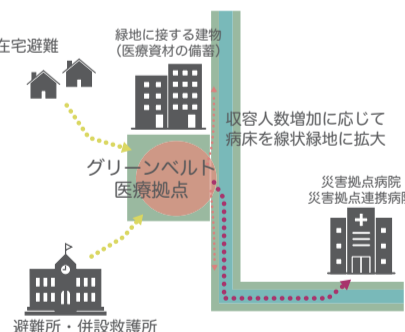 在宅避難
緑地に接する建物
（医療資材の備蓄）
収容人数増加に応じて
病床を線状緑地に拡大
グリーンベルト
医療拠点
災害拠点病院
災害拠点連携病院
避難所・併設救護所